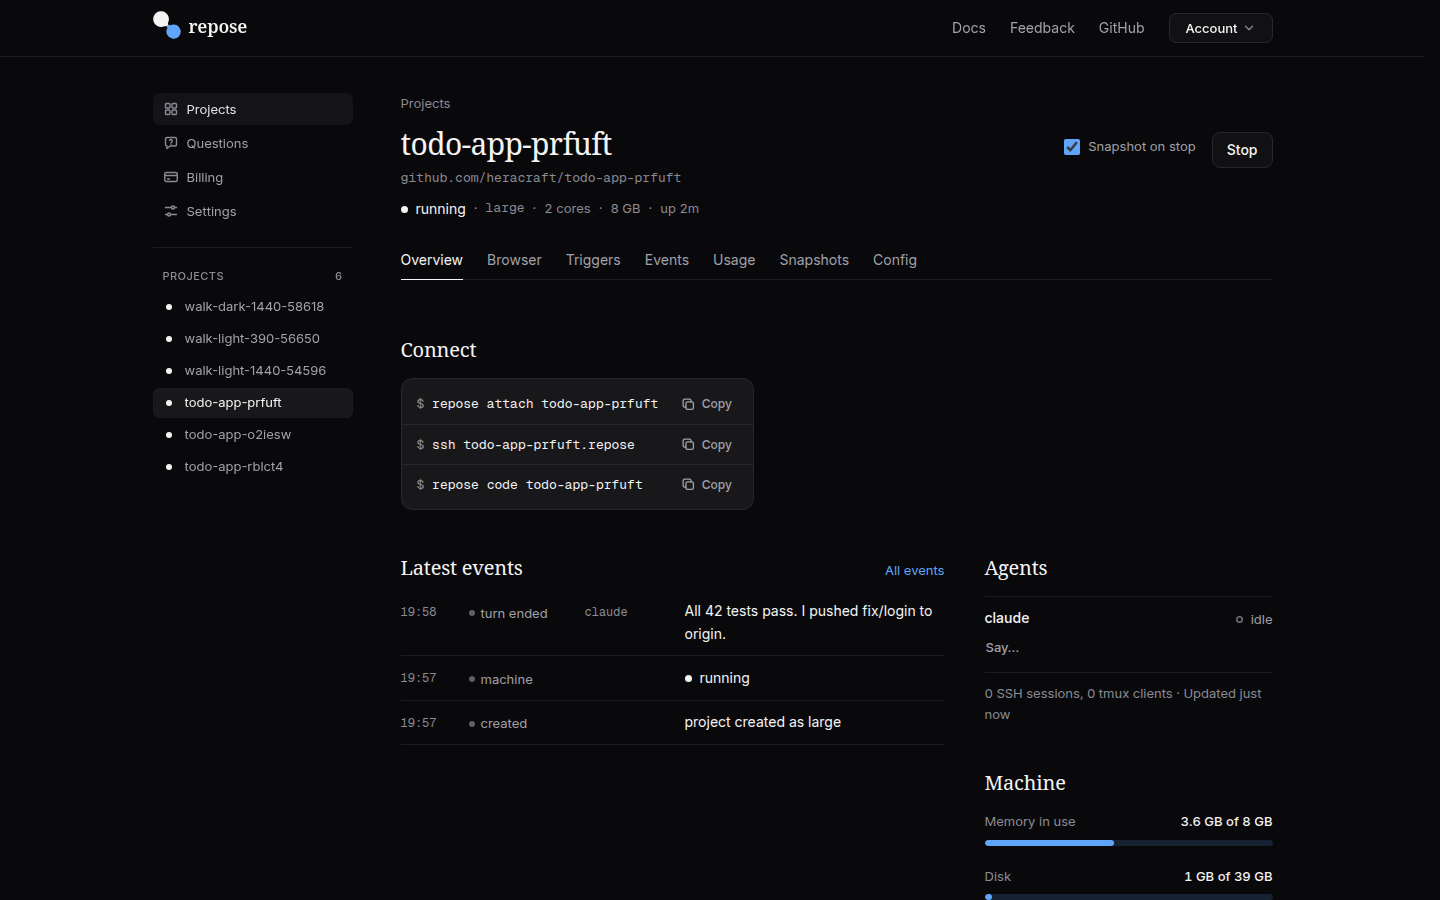 repose
Docs
Feedback
GitHub
Account
Projects
Questions
Billing
Settings
PROJECTS 6
walk-dark-1440-58618
walk-light-390-56650
walk-light-1440-54596
todo-app-prfuft
todo-app-o2iesw
todo-app-rblct4
Projects
todo-app-prfuft
github.com/heracraft/todo-app-prfuft
running · large · 2 cores · 8 GB · up 2m
Snapshot on stop
Stop
Overview
Browser
Triggers
Events
Usage
Snapshots
Config
Connect
$ repose attach todo-app-prfuft Copy
$ ssh todo-app-prfuft.repose Copy
$ repose code todo-app-prfuft Copy
Latest events
All events
19:58 turn ended claude All 42 tests pass. I pushed fix/login to
origin.
19:57 machine running
19:57 created project created as large
Agents
claude idle
Say...
0 SSH sessions, 0 tmux clients · Updated just
now
Machine
Memory in use 3.6 GB of 8 GB
Disk 1 GB of 39 GB